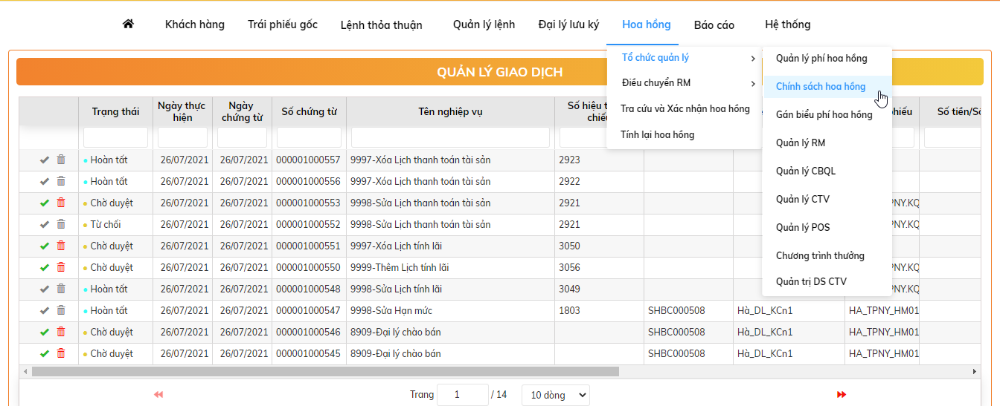 Khách hàng Trái phiếu gốc Lệnh thỏa thuận Quản lý lệnh Đại lý lưu ký Hoa hồng Báo cáo Hệ thống
QUẢN LÝ GIAO DỊCH
Tổ chức quản lý
Điều chuyển RM
Tra cứu và Xác nhận hoa hồng
Tính lại hoa hồng
Quản lý phí hoa hồng
Chính sách hoa hồng
Gán biểu phí hoa hồng
Quản lý RM
Quản lý CBQL
Quản lý CTV
Quản lý POS
Chương trình thưởng
Quản trị DS CTV
Trạng thái Ngày thực hiện Ngày chứng từ Số chứng từ Tên nghiệp vụ Số hiệu Số tiền/Số
Hoàn tất 26/07/2021 26/07/2021 000001000557 9997-Xóa Lịch thanh toán tài sản 2923
Hoàn tất 26/07/2021 26/07/2021 000001000556 9997-Xóa Lịch thanh toán tài sản 2922
Chờ duyệt 26/07/2021 26/07/2021 000001000553 9998-Sửa Lịch thanh toán tài sản 2921 PNY.KQ
Từ chối 26/07/2021 26/07/2021 000001000552 9998-Sửa Lịch thanh toán tài sản 2921 PNY.KQ
Chờ duyệt 26/07/2021 26/07/2021 000001000551 9997-Xóa Lịch tính lãi 3050
Chờ duyệt 26/07/2021 26/07/2021 000001000550 9999-Thêm Lịch tính lãi 3056 PNY.KQ
Hoàn tất 26/07/2021 26/07/2021 000001000548 9998-Sửa Lịch tính lãi 3049 PNY.KQ
Hoàn tất 26/07/2021 26/07/2021 000001000547 9998-Sửa Hạn mức 1803 SHBC000508 Hà_DL_KCn1 HA_TPNY_HM01
Chờ duyệt 26/07/2021 26/07/2021 000001000546 8909-Đại lý chào bán SHBC000508 Hà_DL_KCn1 HA_TPNY_HM01
Chờ duyệt 26/07/2021 26/07/2021 000001000545 8909-Đại lý chào bán SHBC000508 Hà_DL_KCn1 HA_TPNY_HM01
Trang 1 / 14 10 dòng